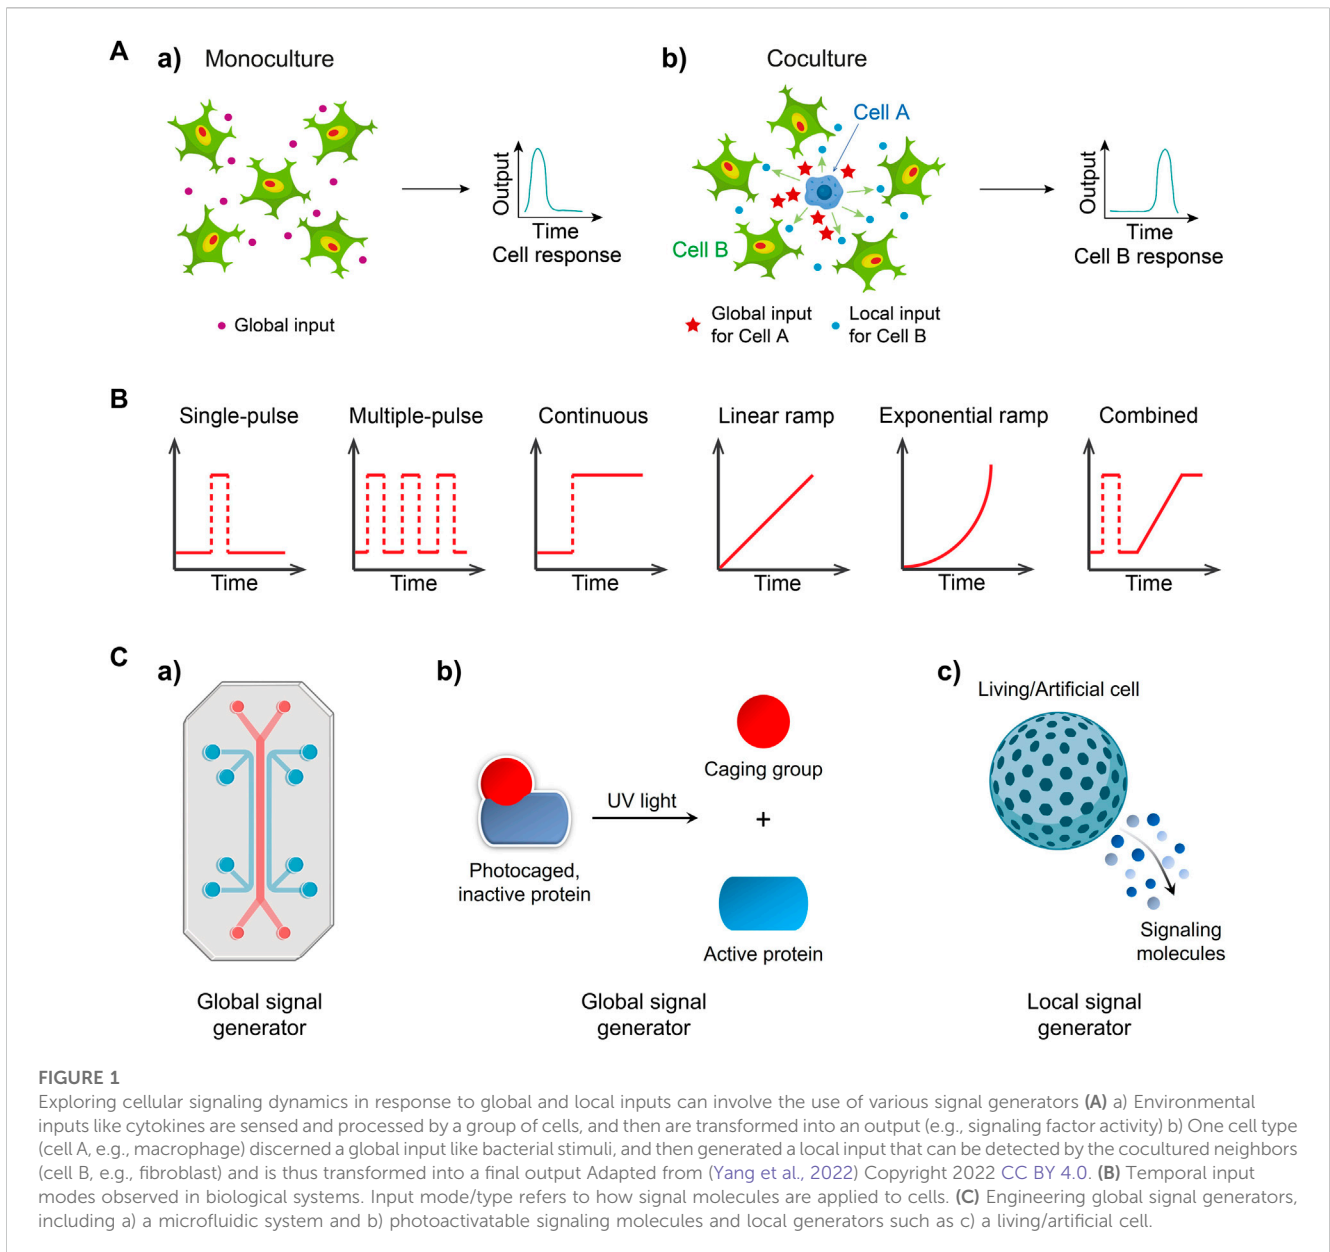 A
a) Monoculture
Output
Time
Cell response
Global input
b) Coculture
Cell A
Cell B
Output
Time
Cell B response
Global input
for Cell A
Local input
for Cell B
B
Single-pulse
Time
Multiple-pulse
Time
Continuous
Time
Linear ramp
Time
Exponential ramp
Time
Combined
Time
C
a)
Global signal
generator
b)
Photocaged,
inactive protein
UV light
Caging group
+
Active protein
Global signal
generator
c)
Living/Artificial cell
Signaling
molecules
Local signal
generator
FIGURE 1
Exploring cellular signaling dynamics in response to global and local inputs can involve the use of various signal generators (A) a) Environmental
inputs like cytokines are sensed and processed by a group of cells, and then are transformed into an output (e.g., signaling factor activity) b) One cell type
(cell A, e.g., macrophage) discerned a global input like bacterial stimuli, and then generated a local input that can be detected by the cocultured neighbors
(cell B, e.g., fibroblast) and is thus transformed into a final output Adapted from (Yang et al., 2022) Copyright 2022 CC BY 4.0. (B) Temporal input
modes observed in biological systems. Input mode/type refers to how signal molecules are applied to cells. (C) Engineering global signal generators,
including a) a microfluidic system and b) photoactivatable signaling molecules and local generators such as c) a living/artificial cell.